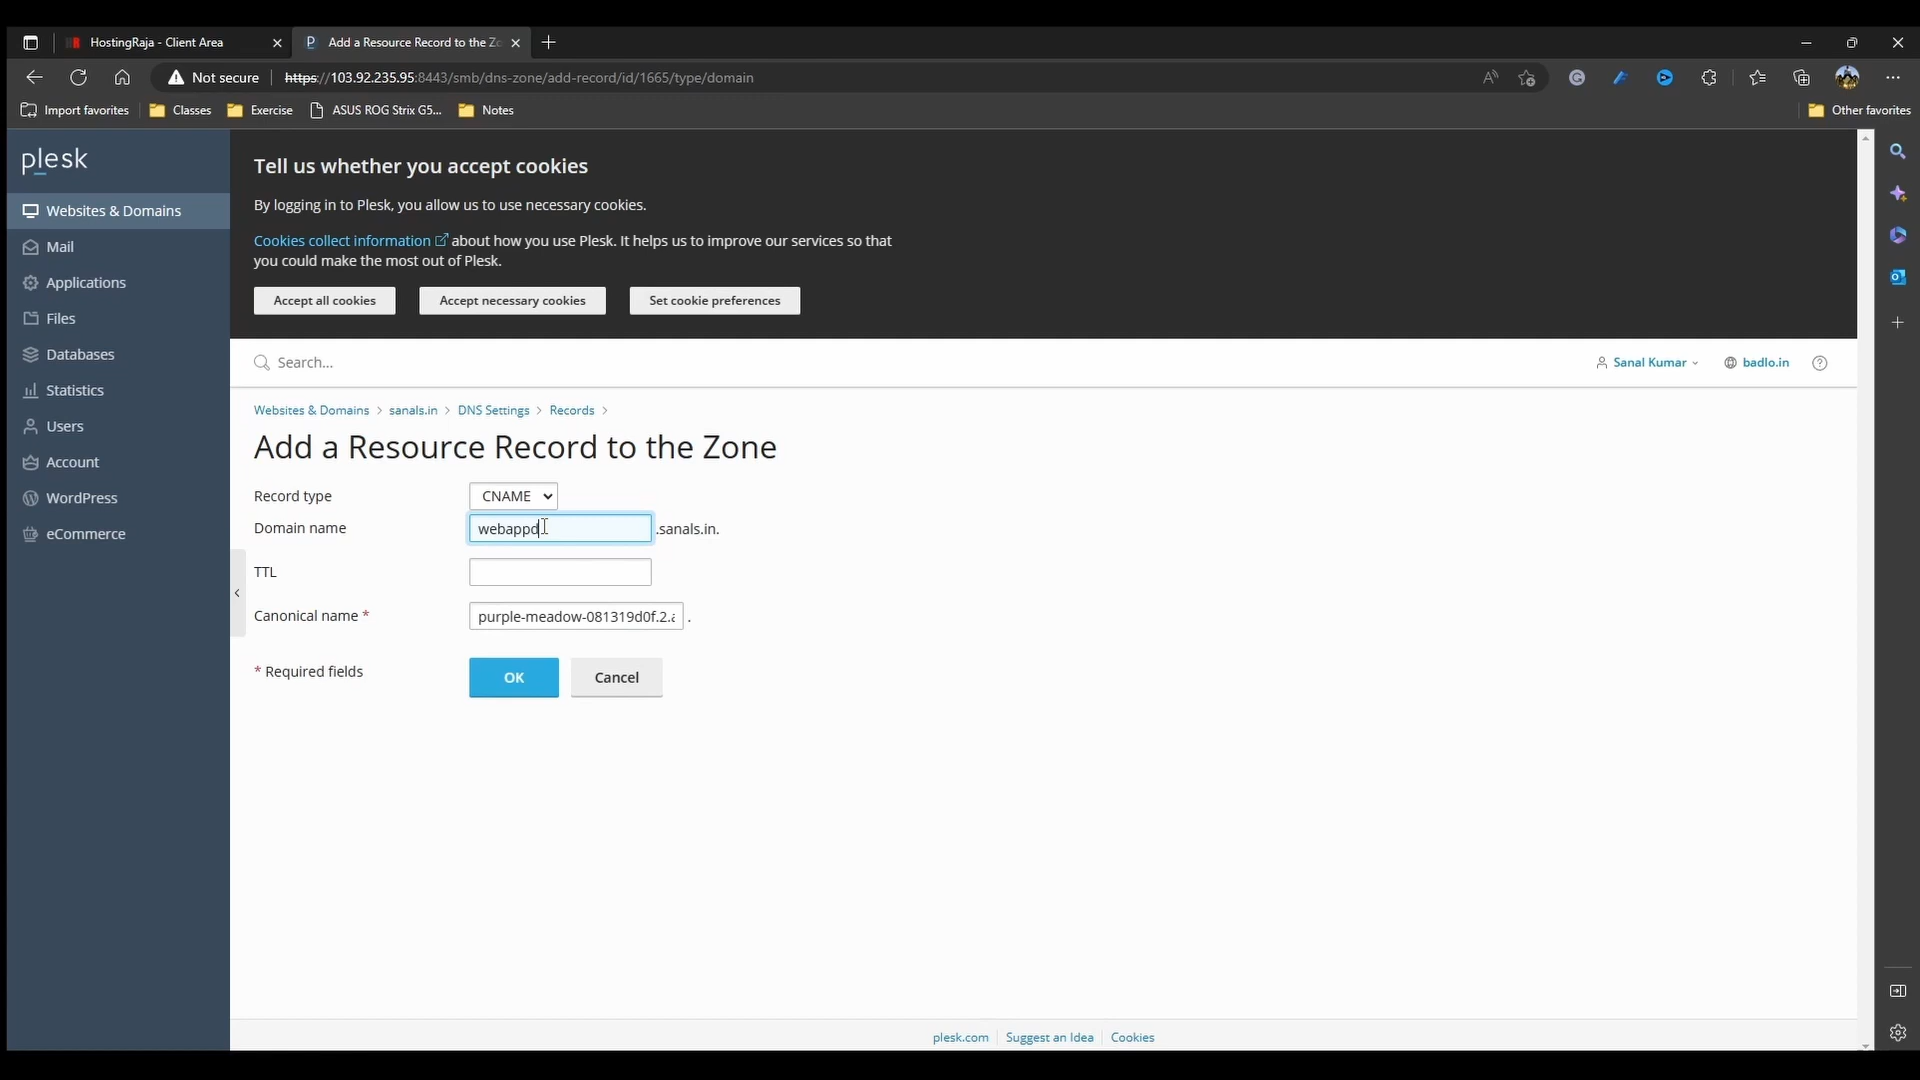 HostingRaja - Client Area
Add a Resource Record to the Zo
Not secure https://103.92.235.95:8443/smb/dns-zone/add-record/id/1665/type/domain
Import favorites Classes Exercise ASUS ROG Strix G5... Notes Other favorites
plesk
Websites & Domains
Mail
Applications
Files
Databases
Statistics
Users
Account
WordPress
eCommerce
Tell us whether you accept cookies
By logging in to Plesk, you allow us to use necessary cookies.
Cookies collect information about how you use Plesk. It helps us to improve our services so that
you could make the most out of Plesk.
Accept all cookies Accept necessary cookies Set cookie preferences
Search... Sanal Kumar badlo.in
Websites & Domains > sanals.in > DNS Settings > Records >
Add a Resource Record to the Zone
Record type CNAME
Domain name webappd .sanals.in.
TTL
Canonical name * purple-meadow-081319d0f.2.a .
* Required fields OK Cancel
plesk.com Suggest an Idea Cookies